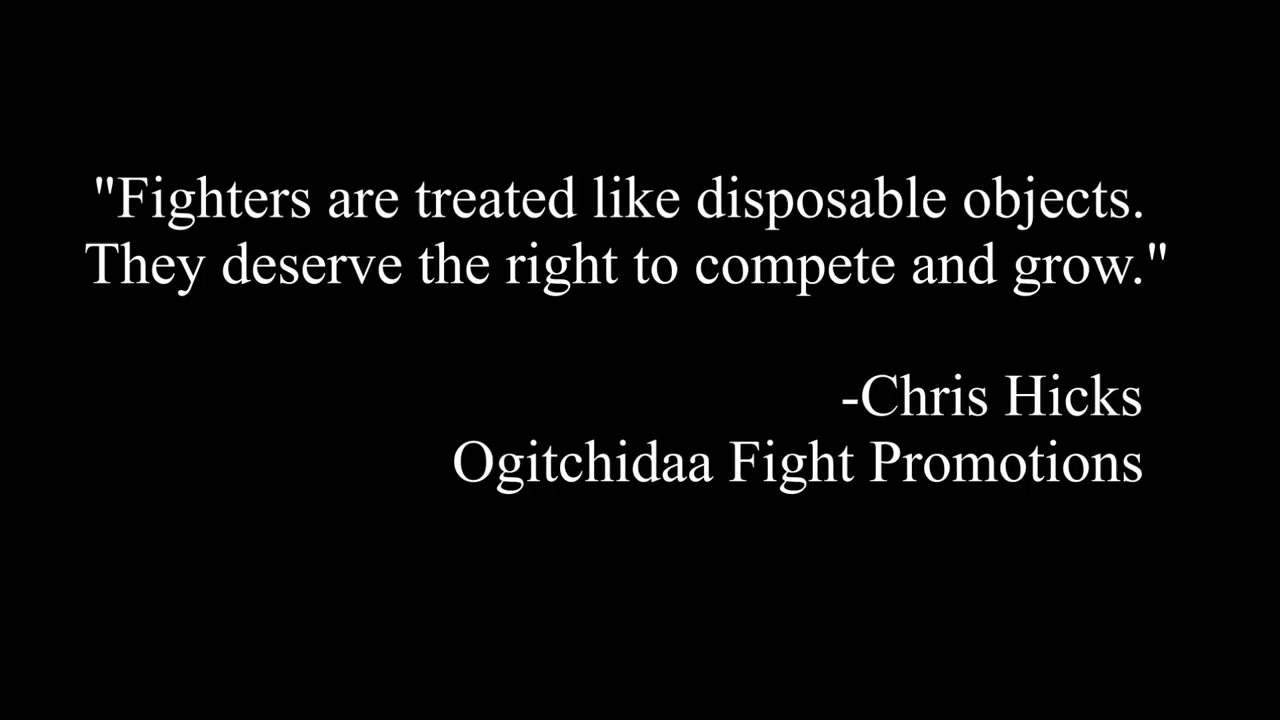 "Fighters are treated like disposable objects.
They deserve the right to compete and grow."
-Chris Hicks
Ogitchidaa Fight Promotions